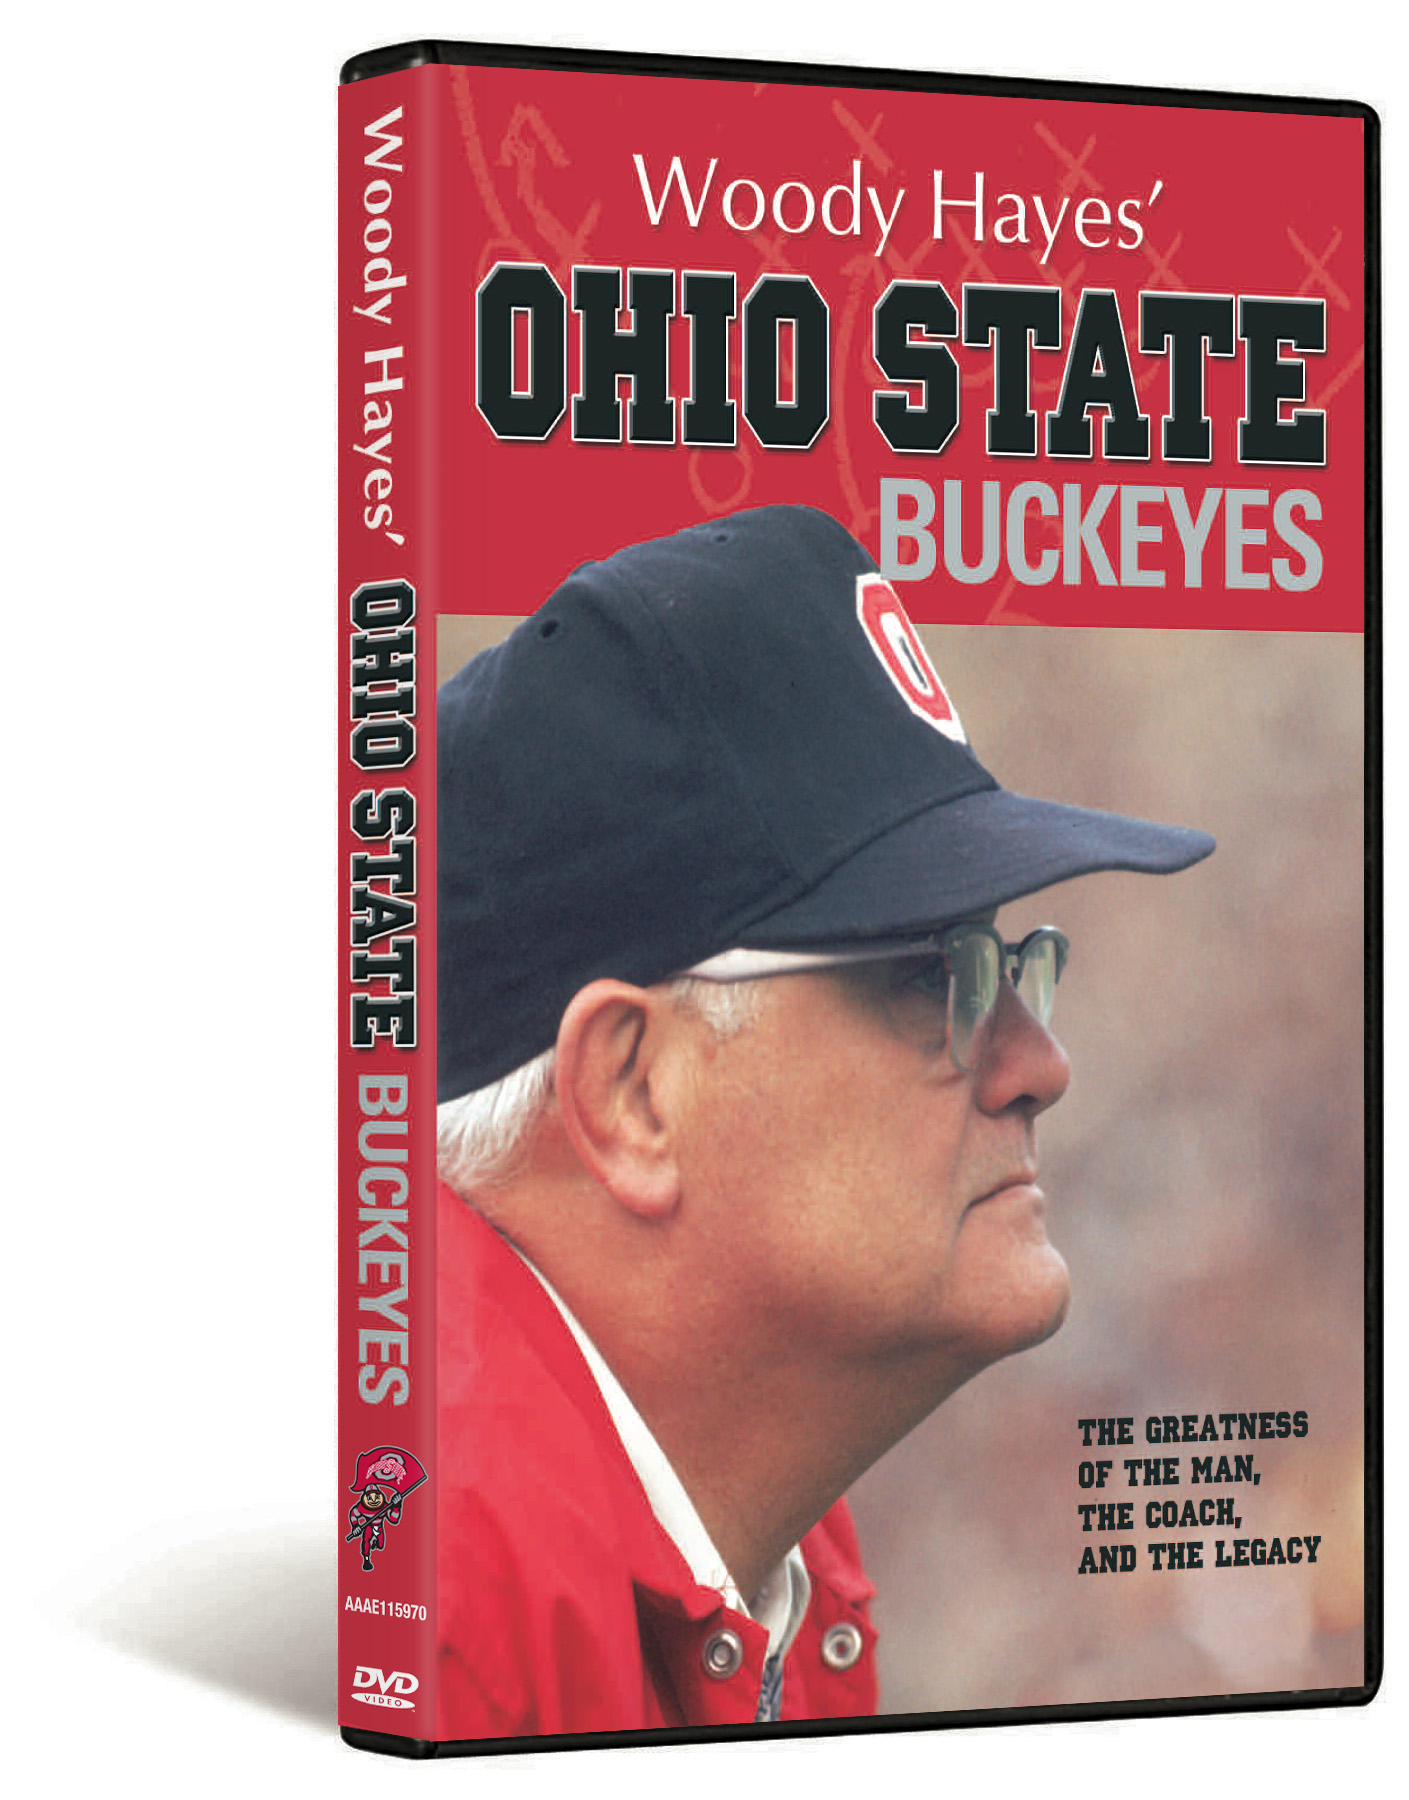 Woody Hayes'
OHIO STATE
BUCKEYES
THE GREATNESS
OF THE MAN,
THE COACH,
AND THE LEGACY
Woody Hayes' OHIO STATE BUCKEYES
AAAE115970
DVD
VIDEO
O